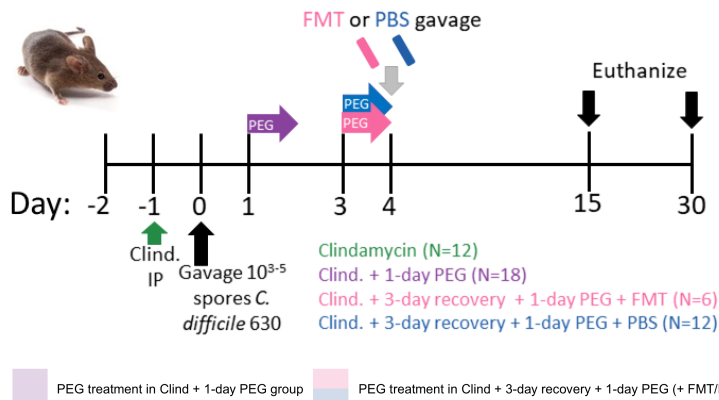 FMT or PBS gavage
Euthanize
PEG
PEG
PEG
Day: -2 -1 0 1 3 4 15 30
Clind.
IP
Gavage 10³⁻⁵
spores C.
difficile 630
Clindamycin (N=12)
Clind. + 1-day PEG (N=18)
Clind. + 3-day recovery + 1-day PEG + FMT (N=6)
Clind. + 3-day recovery + 1-day PEG + PBS (N=12)
PEG treatment in Clind + 1-day PEG group
PEG treatment in Clind + 3-day recovery + 1-day PEG (+ FMT/